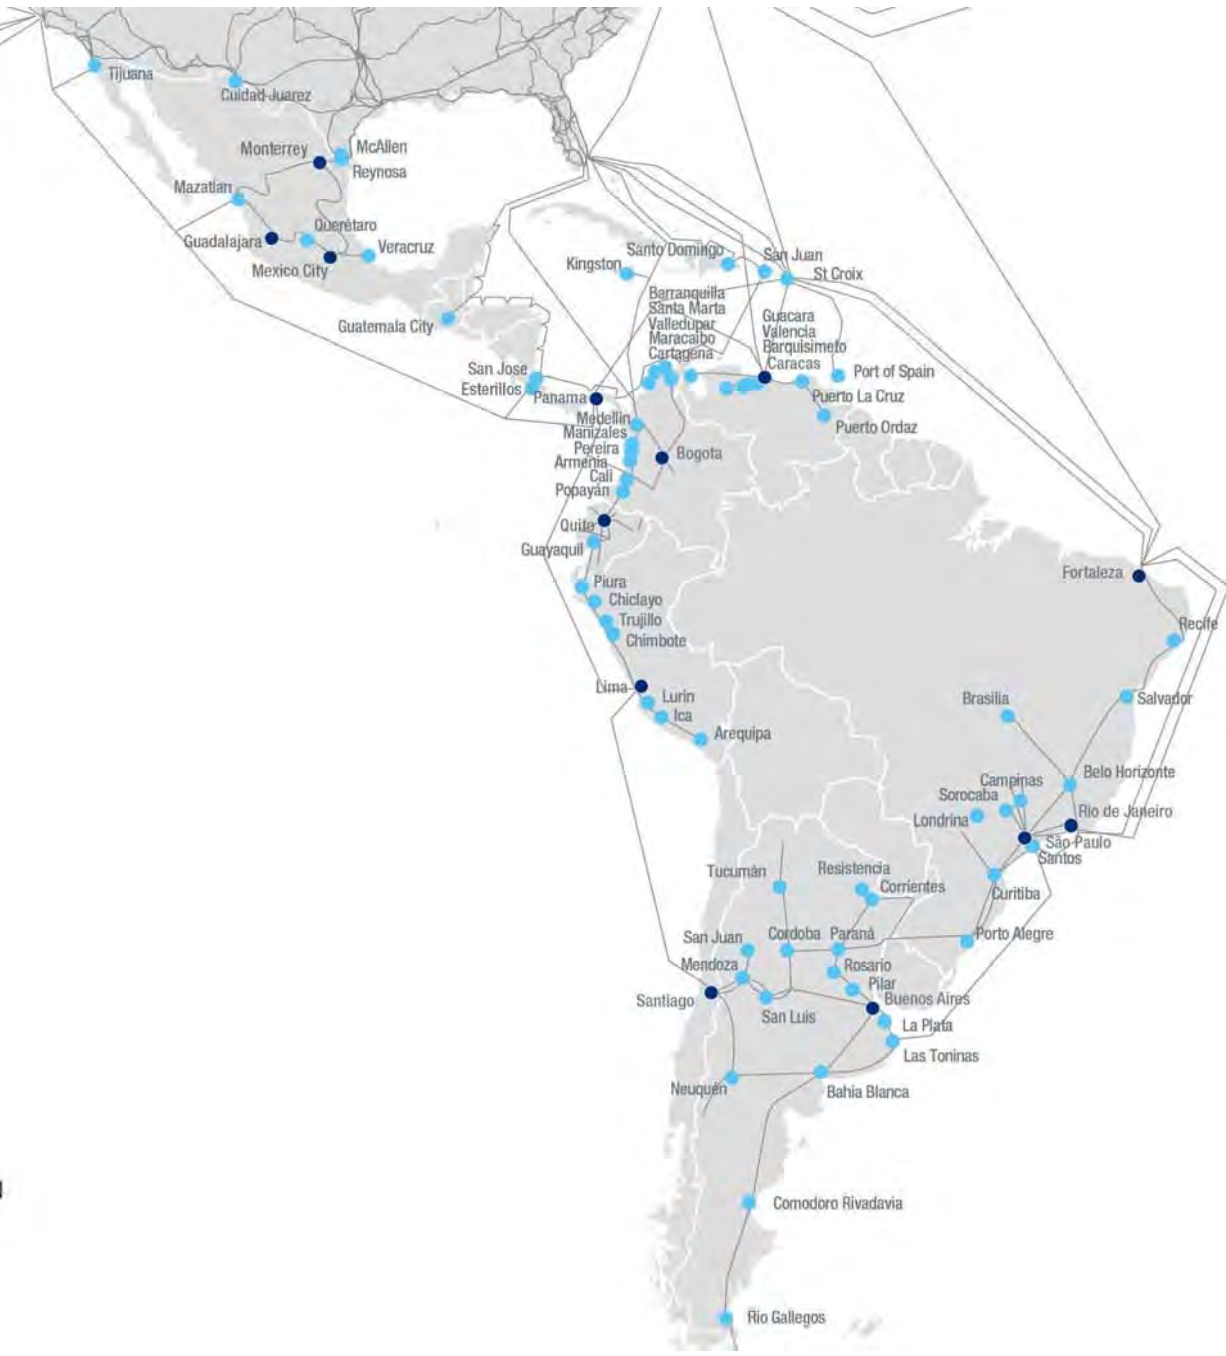 Tijuana
Cuidad Juarez
Monterrey
McAllen
Reynosa
Mazatlan
Guadalajara
Querétaro
Mexico City
Veracruz
Guatemala City
Kingston
Santo Domingo
San Juan
St Croix
Barranquilla
Santa Marta
Valledupar
Maracaibo
Cartagena
Guacara
Valencia
Barquisimeto
Caracas
Port of Spain
Puerto La Cruz
Puerto Ordaz
San Jose
Esterillos
Panama
Medellin
Manizales
Pereira
Armenia
Cali
Popayán
Bogota
Quito
Guayaquil
Piura
Chiclayo
Trujillo
Chimbote
Lima
Lurin
Ica
Arequipa
Fortaleza
Recife
Salvador
Brasilia
Belo Horizonte
Campinas
Sorocaba
Londrina
Rio de Janeiro
São Paulo
Santos
Curitiba
Porto Alegre
Tucumán
Resistencia
Corrientes
San Juan
Cordoba
Paraná
Mendoza
Rosario
Pilar
Santiago
San Luis
Buenos Aires
La Plata
Las Toninas
Neuquén
Bahia Blanca
Comodoro Rivadavia
Rio Gallegos